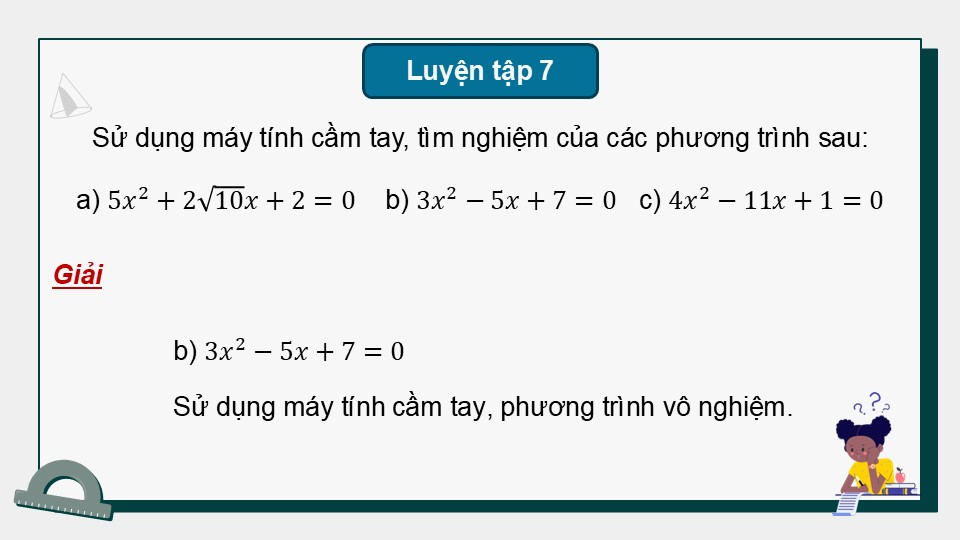 Luyện tập 7
Sử dụng máy tính cầm tay, tìm nghiệm của các phương trình sau:
a) 5𝑥² + 2√10𝑥 + 2 = 0 b) 3𝑥² − 5𝑥 + 7 = 0 c) 4𝑥² − 11𝑥 + 1 = 0
Giải
b) 3𝑥² − 5𝑥 + 7 = 0
Sử dụng máy tính cầm tay, phương trình vô nghiệm.